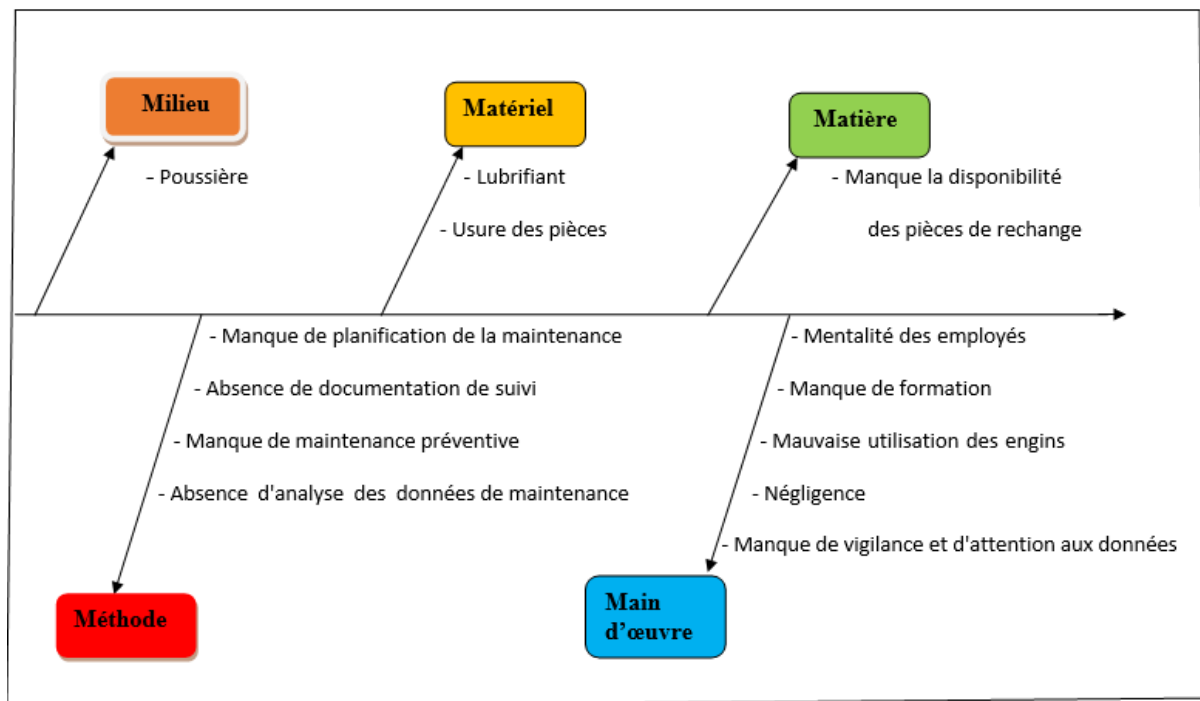 Milieu
- Poussière
Matériel
- Lubrifiant
- Usure des pièces
Matière
- Manque la disponibilité
des pièces de rechange
- Manque de planification de la maintenance
- Absence de documentation de suivi
- Manque de maintenance préventive
- Absence d'analyse des données de maintenance
Méthode
- Mentalité des employés
- Manque de formation
- Mauvaise utilisation des engins
- Négligence
- Manque de vigilance et d'attention aux données
Main
d’œuvre